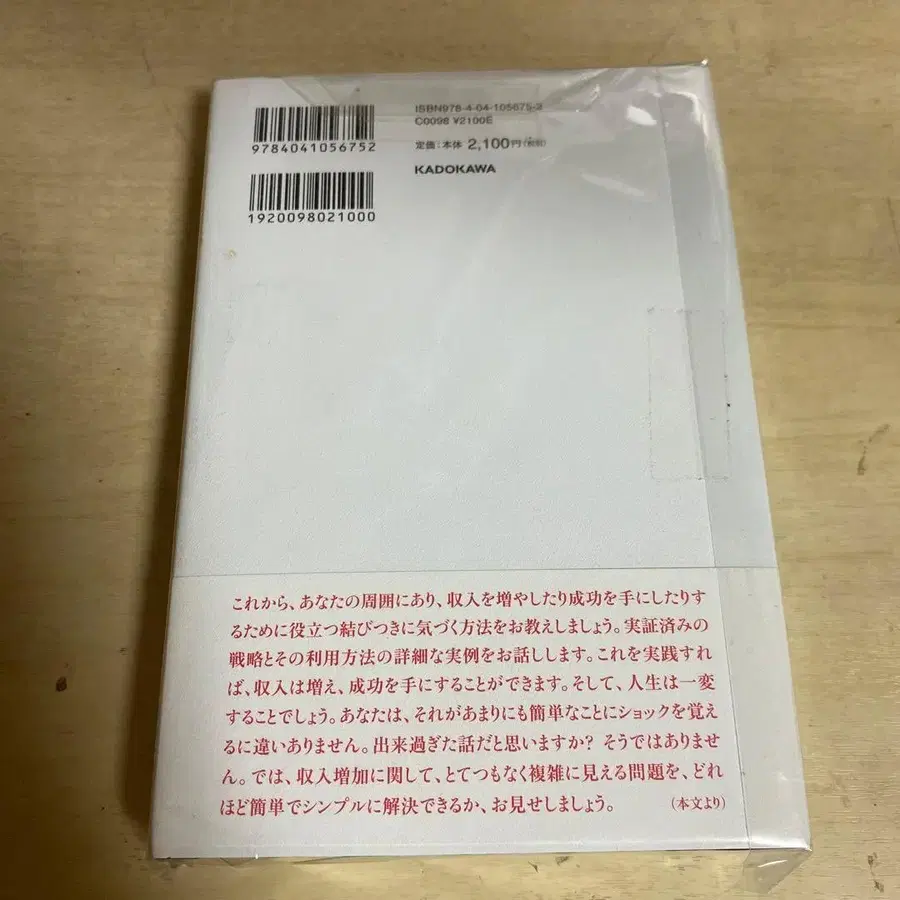 ISBN978-4-04-105675-2
C0098 ¥2100E
定価:本体2,100円(税別)
KADOKAWA
9784041056752
1920098021000
これから、あなたの周囲にあり、収入を増やしたり成功を手にしたりす
るために役立つ結びつきに気づく方法をお教えしましょう。実証済みの
戦略とその利用方法の詳細な実例をお話しします。これを実践すれ
ば、収入は増え、成功を手にすることができます。そして、人生は一変
することでしょう。あなたは、それがあまりにも簡単なことにショックを覚え
るに違いありません。出来過ぎた話だと思いますか? そうではありませ
ん。では、収入増加に関して、とてつもなく複雑に見える問題を、どれ
ほど簡単でシンプルに解決できるか、お見せしましょう。 (本文より)